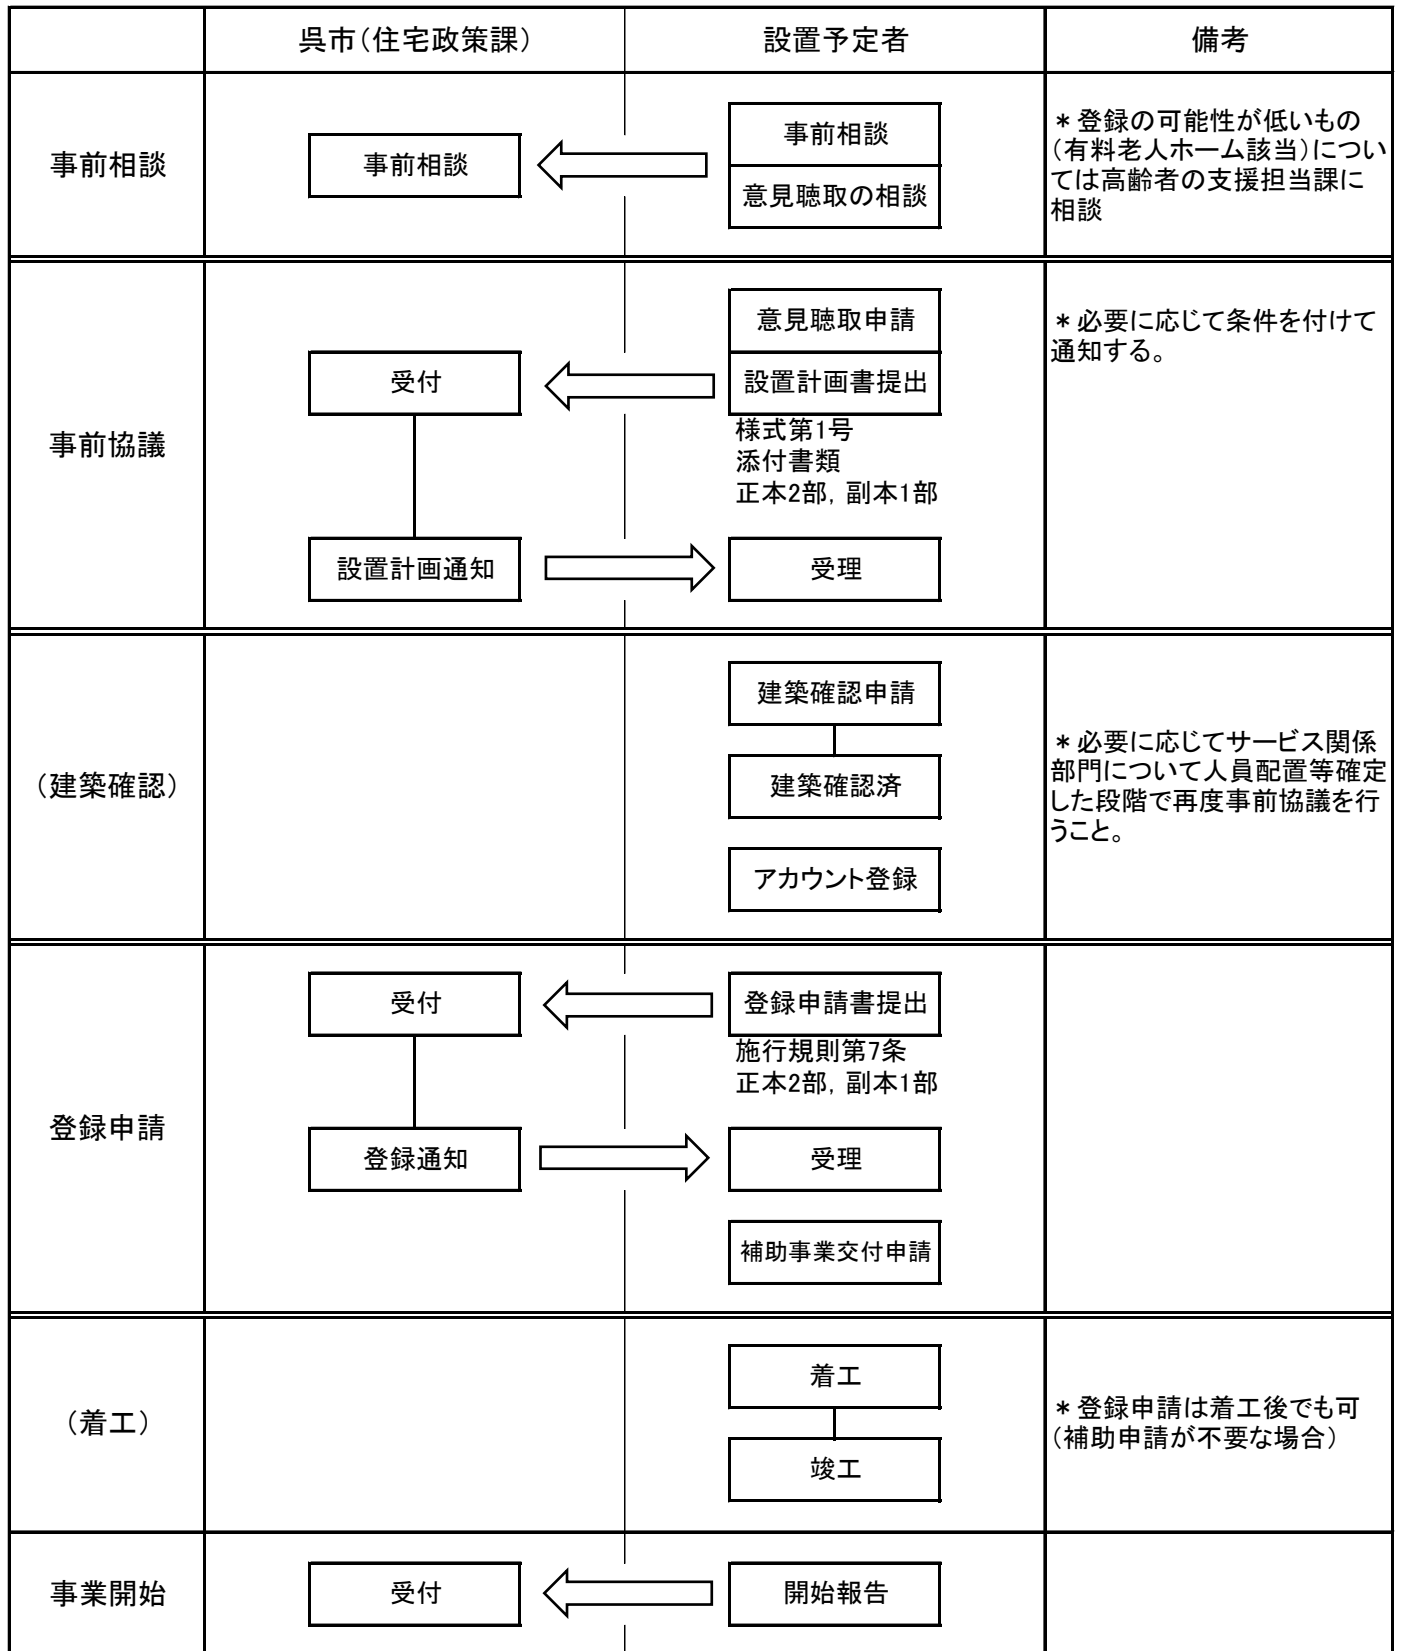 呉市(住宅政策課)
設置予定者
備考
事前相談
事前相談
事前相談
意見聴取の相談
＊登録の可能性が低いもの
(有料老人ホーム該当)につい
ては高齢者の支援担当課に
相談
事前協議
意見聴取申請
受付
設置計画書提出
様式第1号
添付書類
正本2部，副本1部
設置計画通知
受理
＊必要に応じて条件を付けて
通知する。
(建築確認)
建築確認申請
建築確認済
アカウント登録
＊必要に応じてサービス関係
部門について人員配置等確定
した段階で再度事前協議を行
うこと。
登録申請
受付
登録申請書提出
施行規則第7条
正本2部，副本1部
登録通知
受理
補助事業交付申請
(着工)
着工
竣工
＊登録申請は着工後でも可
(補助申請が不要な場合)
事業開始
受付
開始報告